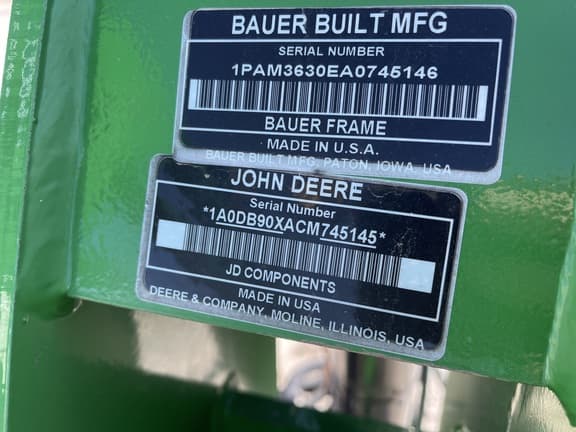 BAUER BUILT MFG
SERIAL NUMBER
1PAM3630EA0745146
BAUER FRAME
MADE IN U.S.A.
BAUER BUILT MFG, PATON, IOWA, USA
JOHN DEERE
Serial Number
*1A0DB90XACM745145*
JD COMPONENTS
MADE IN USA
DEERE & COMPANY, MOLINE, ILLINOIS, USA